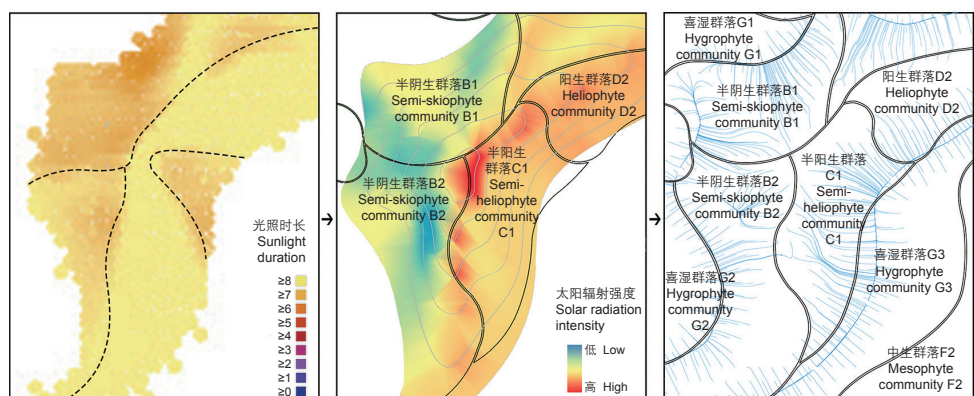 光照时长
Sunlight
duration
≥8
≥7
≥6
≥5
≥4
≥3
≥2
≥1
≥0
半阴生群落B1
Semi-skiophyte
community B1
阳生群落D2
Heliophyte
community D2
半阴生群落B2
Semi-skiophyte
community B2
半阳生
群落C1
Semi-
heliophyte
community
C1
太阳辐射强度
Solar radiation
intensity
低 Low
高 High
喜湿群落G1
Hygrophyte
community G1
半阴生群落B1
Semi-skiophyte
community B1
阳生群落D2
Heliophyte
community D2
半阴生群落B2
Semi-skiophyte
community B2
半阳生群落
C1
Semi-
heliophyte
community
C1
喜湿群落G2
Hygrophyte
community
G2
喜湿群落G3
Hygrophyte
community G3
中生群落F2
Mesophyte
community F2